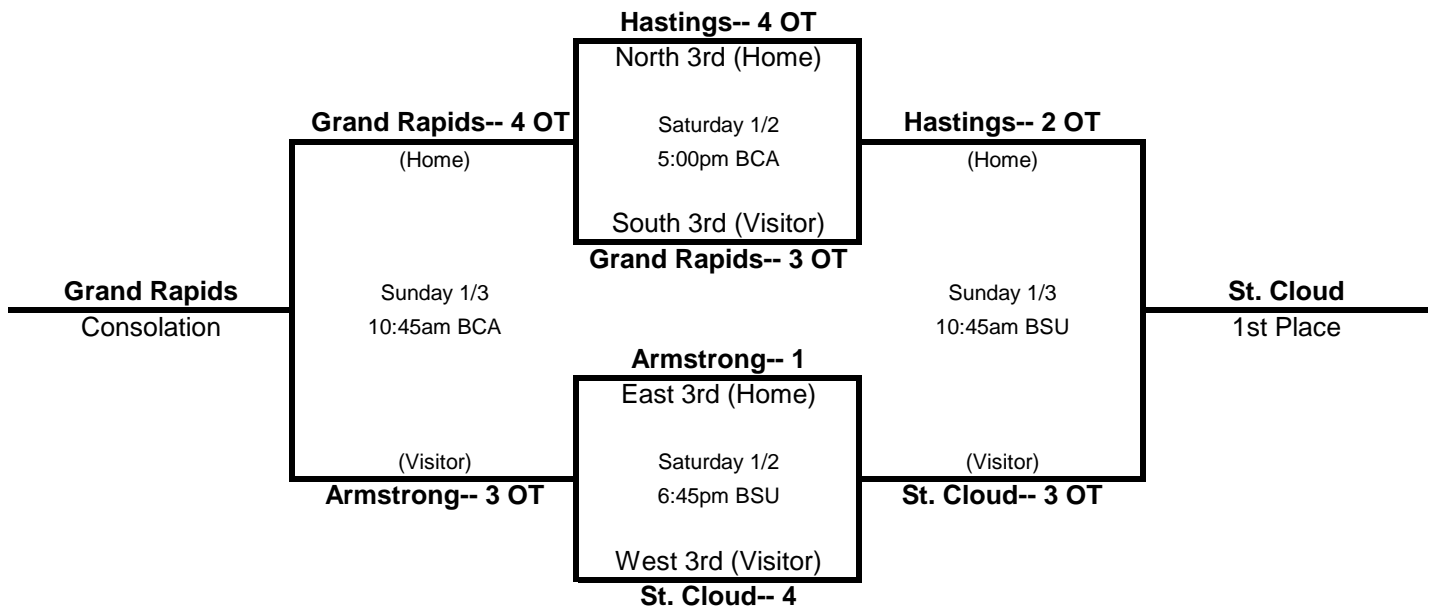 Hastings-- 4 OT
North 3rd (Home)
Grand Rapids-- 4 OT
Saturday 1/2
Hastings-- 2 OT
(Home)
5:00pm BCA
(Home)
South 3rd (Visitor)
Grand Rapids-- 3 OT
Grand Rapids
Sunday 1/3
Sunday 1/3
St. Cloud
Consolation
10:45am BCA
10:45am BSU
1st Place
Armstrong-- 1
East 3rd (Home)
(Visitor)
Saturday 1/2
(Visitor)
Armstrong-- 3 OT
6:45pm BSU
St. Cloud-- 3 OT
West 3rd (Visitor)
St. Cloud-- 4